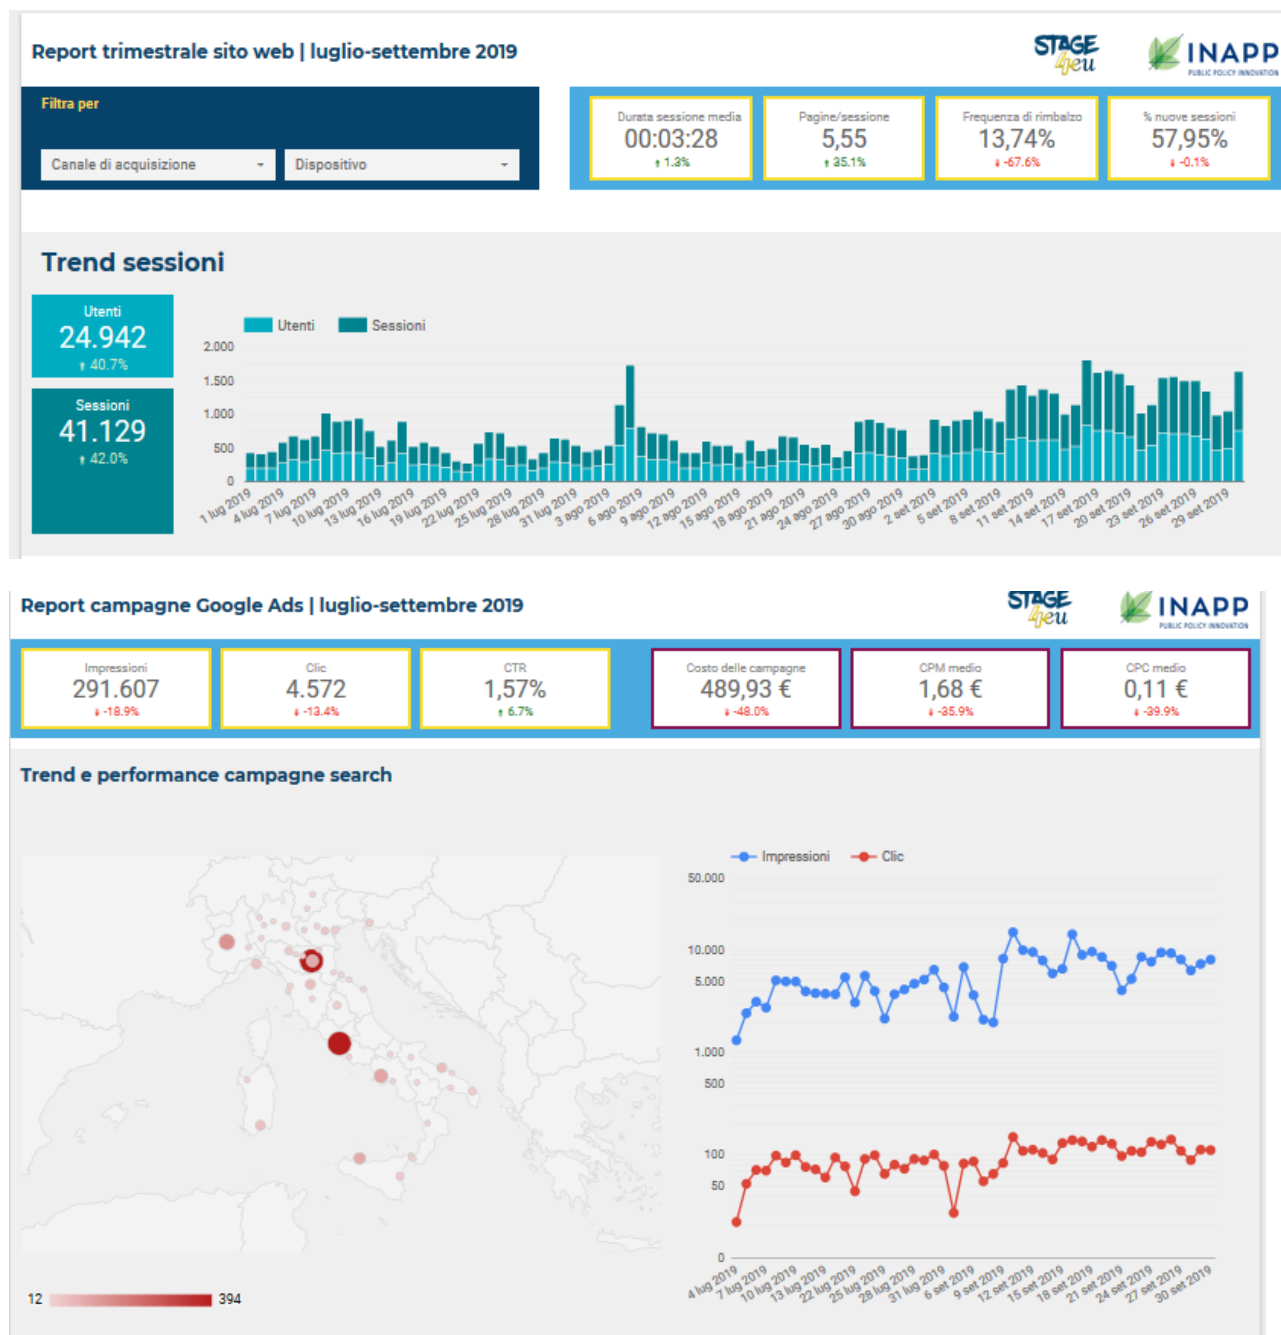 Report trimestrale sito web | luglio-settembre 2019
STAGE
4eu
INAPP
PUBLIC POLICY INNOVATION
Filtra per
Canale di acquisizione
Dispositivo
Durata sessione media
00:03:28
1.3%
Pagine/sessione
5,55
35.1%
Frequenza di rimbalzo
13,74%
-67.6%
% nuove sessioni
57,95%
-0.1%
Trend sessioni
Utenti
24.942
40.7%
Sessioni
41.129
42.0%
Utenti
Sessioni
2.000
1.500
1.000
500
0
1 lug 2019
4 lug 2019
7 lug 2019
10 lug 2019
13 lug 2019
16 lug 2019
19 lug 2019
22 lug 2019
25 lug 2019
28 lug 2019
31 lug 2019
3 ago 2019
6 ago 2019
9 ago 2019
12 ago 2019
15 ago 2019
18 ago 2019
21 ago 2019
24 ago 2019
27 ago 2019
30 ago 2019
2 set 2019
5 set 2019
8 set 2019
11 set 2019
14 set 2019
17 set 2019
20 set 2019
23 set 2019
26 set 2019
29 set 2019
Report campagne Google Ads | luglio-settembre 2019
STAGE
4eu
INAPP
PUBLIC POLICY INNOVATION
Impressioni
291.607
-18.9%
Clic
4.572
-13.4%
CTR
1,57%
6.7%
Costo delle campagne
489,93 €
-48.0%
CPM medio
1,68 €
-35.9%
CPC medio
0,11 €
-39.9%
Trend e performance campagne search
12
394
Impressioni
Clic
50.000
10.000
5.000
1.000
500
100
50
0
4 lug 2019
7 lug 2019
10 lug 2019
13 lug 2019
22 lug 2019
25 lug 2019
28 lug 2019
31 lug 2019
6 set 2019
9 set 2019
12 set 2019
15 set 2019
18 set 2019
21 set 2019
24 set 2019
27 set 2019
30 set 2019